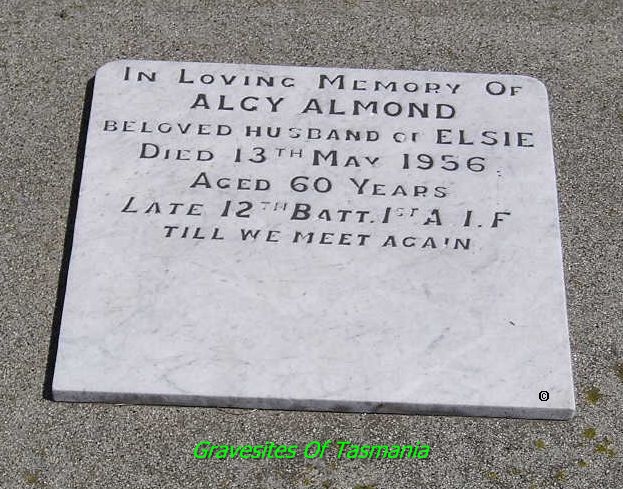 IN LOVING MEMORY OF
ALGY ALMOND
BELOVED HUSBAND OF ELSIE
DIED 13TH MAY 1956.
AGED 60 YEARS
LATE 12TH BATT. 1ST A.I.F
TILL WE MEET AGAIN
©
Gravesites Of Tasmania